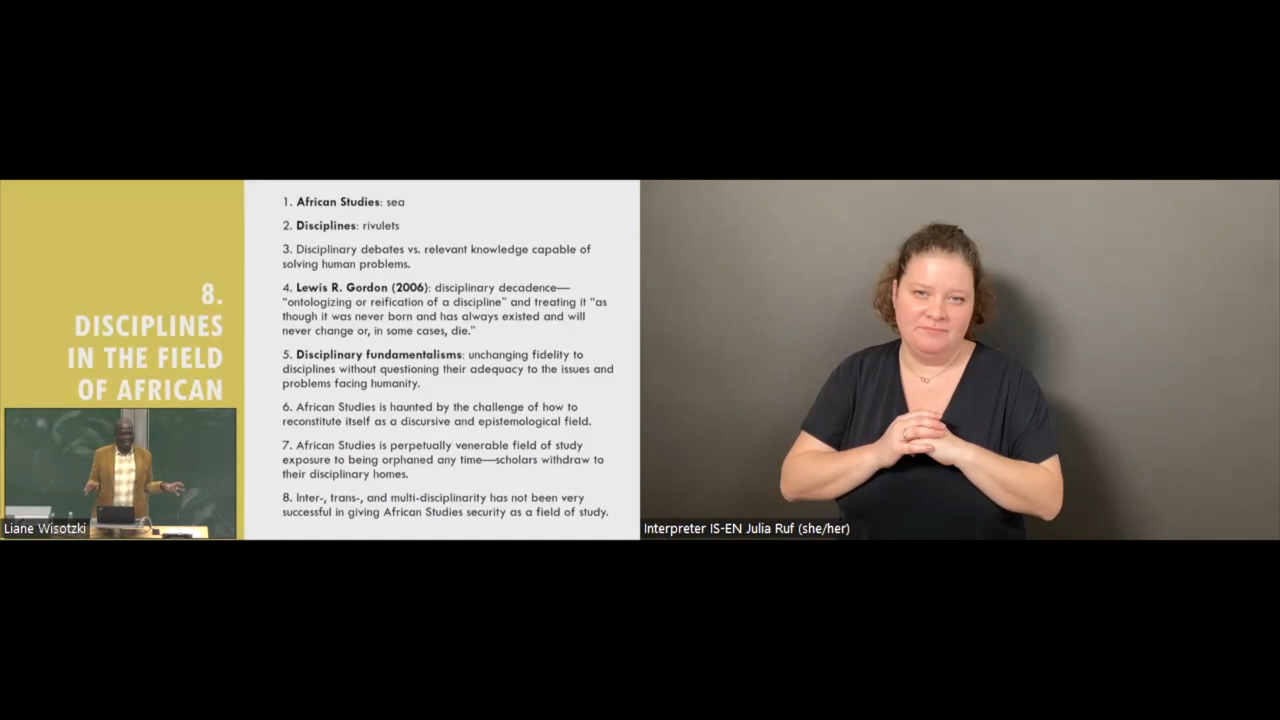 8.
DISCIPLINES
IN THE FIELD
OF AFRICAN
1. African Studies: sea
2. Disciplines: rivulets
3. Disciplinary debates vs. relevant knowledge capable of
solving human problems.
4. Lewis R. Gordon (2006): disciplinary decadence—
“ontologizing or reification of a discipline” and treating it “as
though it was never born and has always existed and will
never change or, in some cases, die.”
5. Disciplinary fundamentalisms: unchanging fidelity to
disciplines without questioning their adequacy to the issues and
problems facing humanity.
6. African Studies is haunted by the challenge of how to
reconstitute itself as a discursive and epistemological field.
7. African Studies is perpetually venerable field of study
exposure to being orphaned any time—scholars withdraw to
their disciplinary homes.
8. Inter-, trans-, and multi-disciplinarity has not been very
successful in giving African Studies security as a field of study.
Liane Wisotzki
Interpreter IS-EN Julia Ruf (she/her)